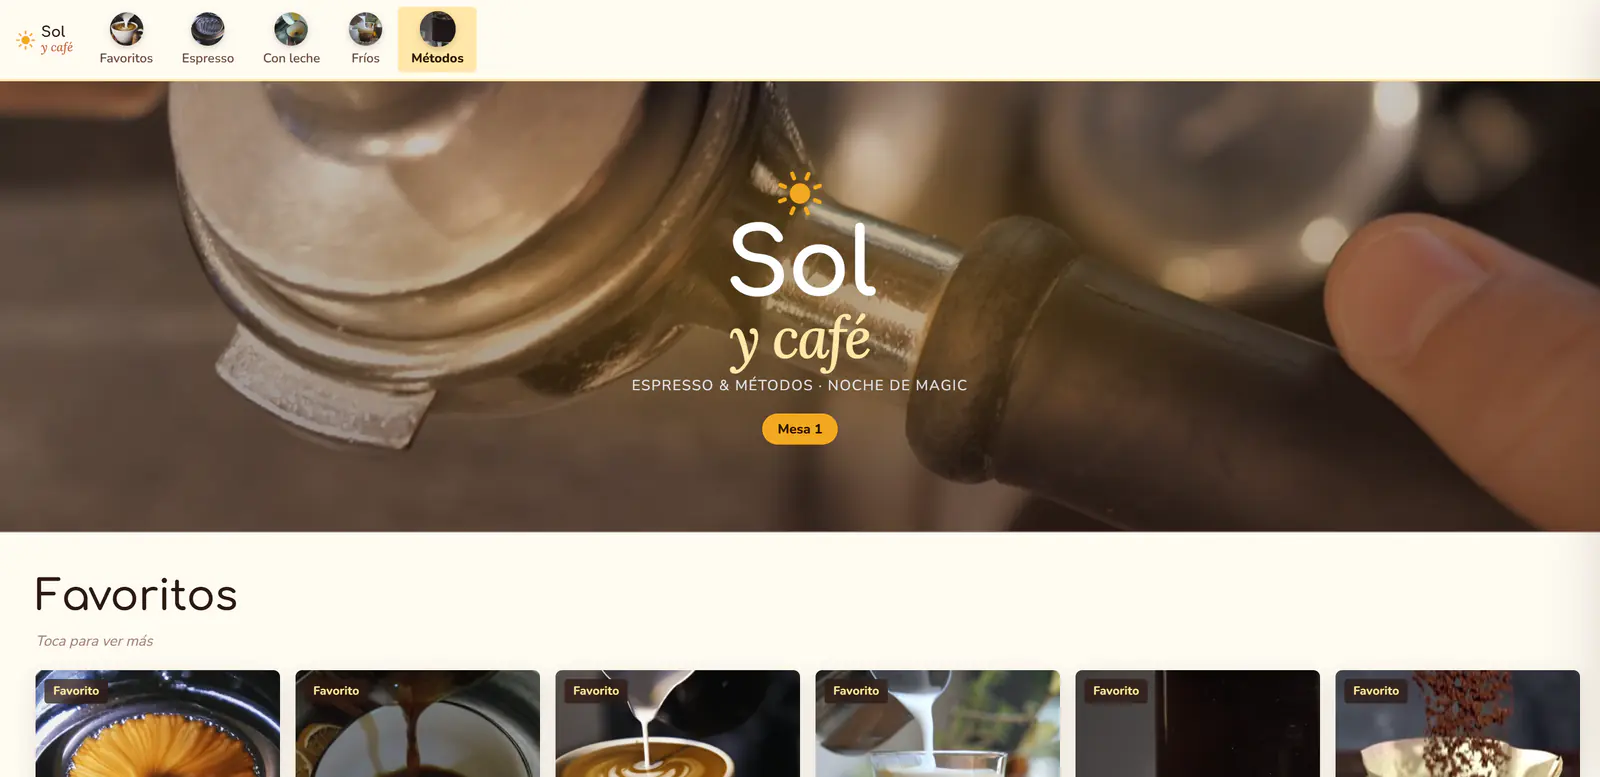 Sol
y café
Favoritos
Espresso
Con leche
Fríos
Métodos
Sol
y café
ESPRESSO & MÉTODOS · NOCHE DE MAGIC
Mesa 1
Favoritos
Toca para ver más
Favorito
Favorito
Favorito
Favorito
Favorito
Favorito